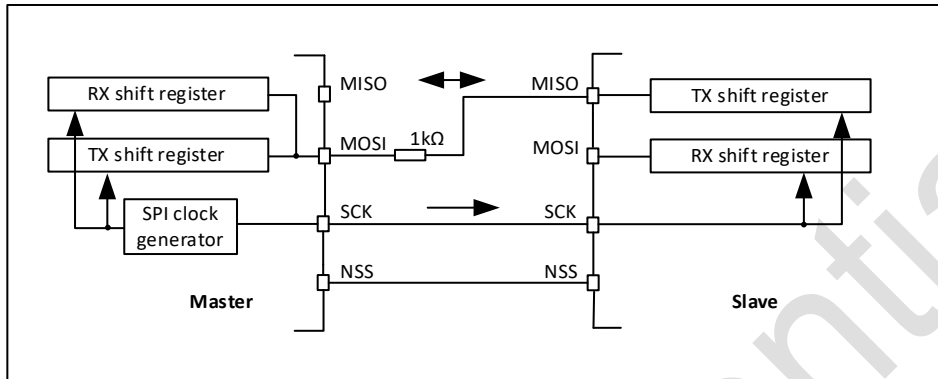 RX shift register
MISO
MISO
TX shift register
TX shift register
MOSI
1kΩ
MOSI
RX shift register
SPI clock
generator
SCK
SCK
NSS
NSS
Master
Slave